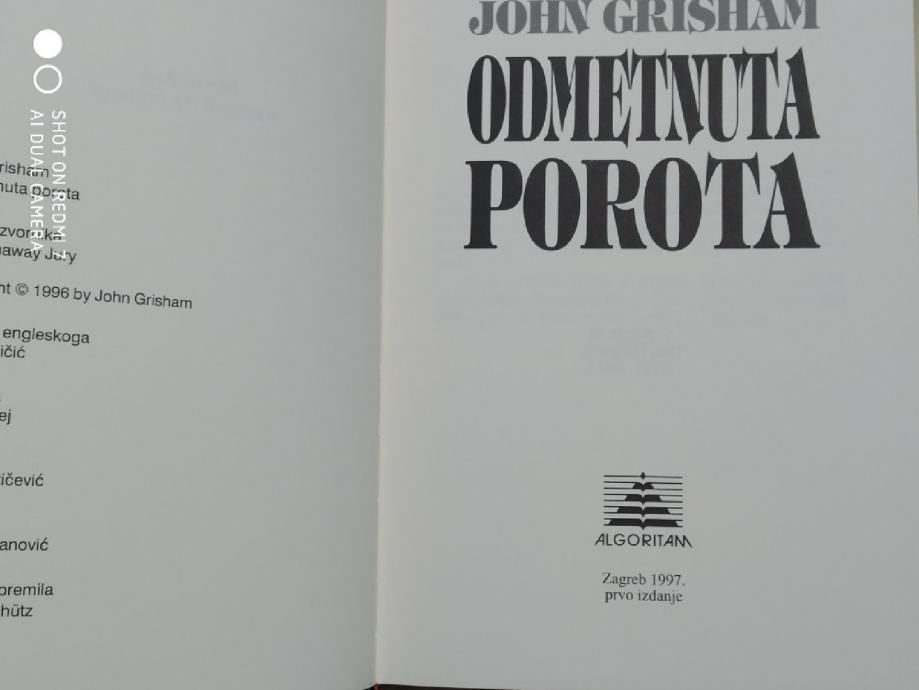 SHOT ON REDMI 7
AI DUAL CAMERA
risham
nuta porota
zvornika
naway Jury
nt © 1996 by John Grisham
engleskoga
ičić
ej
ičević
anović
premila
hütz
JOHN GRISHAM
ODMETNUTA
POROTA
ALGORITAM
Zagreb 1997.
prvo izdanje